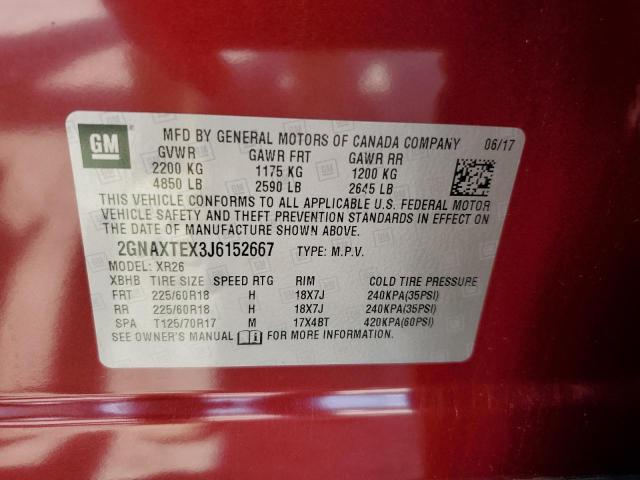 GM
MFD BY GENERAL MOTORS OF CANADA COMPANY 06/17
GVWR GAWR FRT GAWR RR
2200 KG 1175 KG 1200 KG
4850 LB 2590 LB 2645 LB
THIS VEHICLE CONFORMS TO ALL APPLICABLE U.S. FEDERAL MOTOR
VEHICLE SAFETY AND THEFT PREVENTION STANDARDS IN EFFECT ON
THE DATE OF MANUFACTURE SHOWN ABOVE.
2GNAXTEX3J6152667 TYPE: M.P.V.
MODEL: XR26
XBHB TIRE SIZE SPEED RTG RIM COLD TIRE PRESSURE
FRT 225/60R18 H 18X7J 240KPA(35PSI)
RR 225/60R18 H 18X7J 240KPA(35PSI)
SPA T125/70R17 M 17X4BT 420KPA(60PSI)
SEE OWNER'S MANUAL i FOR MORE INFORMATION.